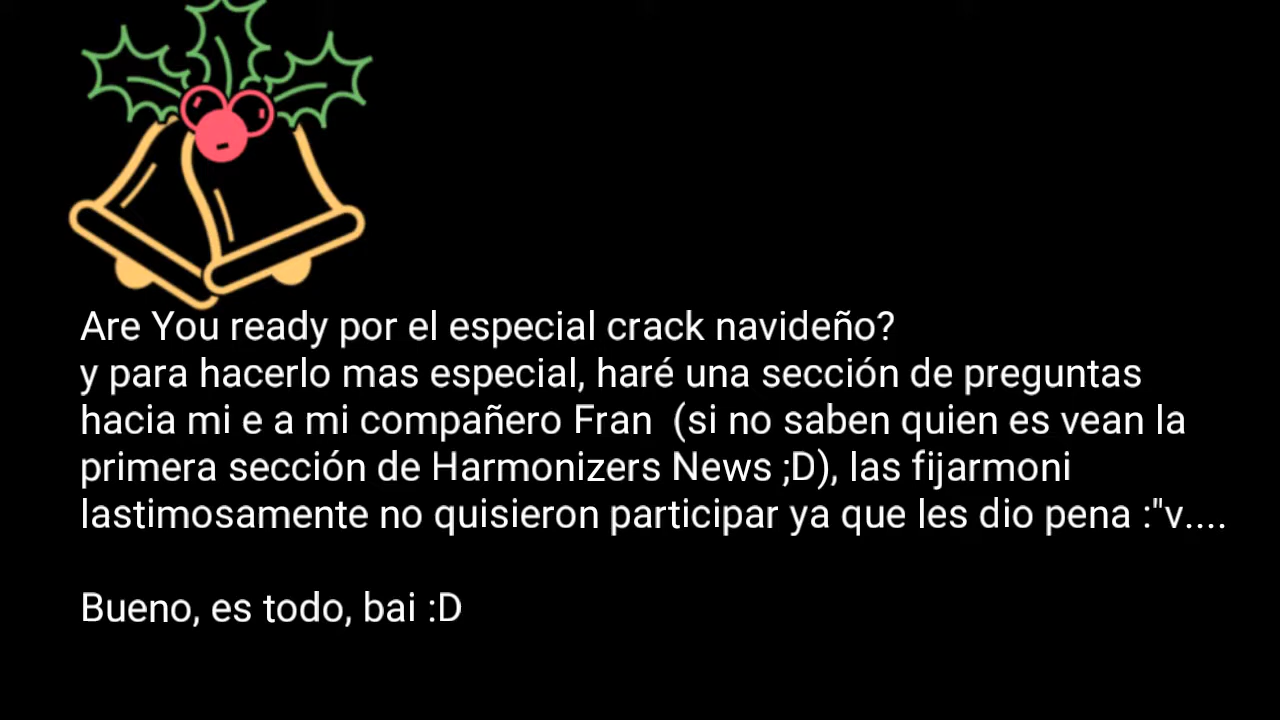 Are You ready por el especial crack navideño?
y para hacerlo mas especial, haré una sección de preguntas
hacia mi e a mi compañero Fran  (si no saben quien es vean la
primera sección de Harmonizers News ;D), las fijarmoni
lastimosamente no quisieron participar ya que les dio pena :"v....
Bueno, es todo, bai :D